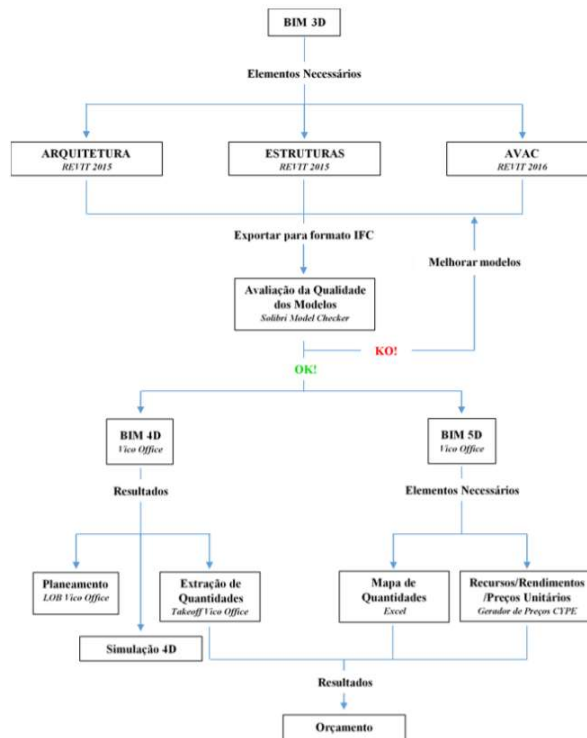 BIM 3D
Elementos Necessários
ARQUITETURA
REVIT 2015
ESTRUTURAS
REVIT 2015
AVAC
REVIT 2016
Exportar para formato IFC
Melhorar modelos
Avaliação da Qualidade
dos Modelos
Solibri Model Checker
KO!
OK!
BIM 4D
Vico Office
BIM 5D
Vico Office
Resultados
Elementos Necessários
Planeamento
LOB Vico Office
Extração de
Quantidades
Takeoff Vico Office
Mapa de
Quantidades
Excel
Recursos/Rendimentos
/Preços Unitários
Gerador de Preços CYPE
Simulação 4D
Resultados
Orçamento